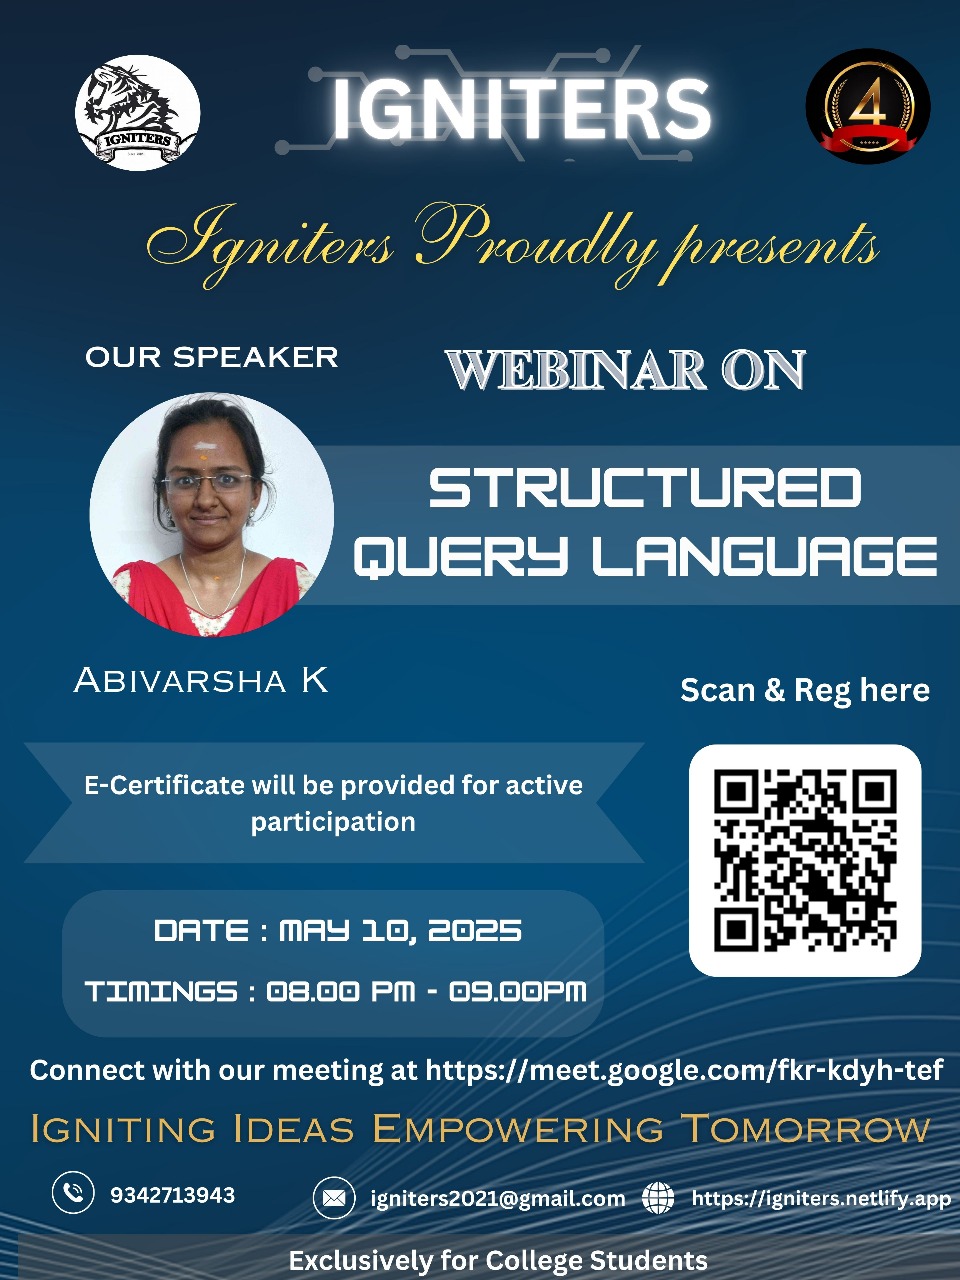 IGNITERS
IGNITERS
4
Igniters Proudly presents
OUR SPEAKER
WEBINAR ON
STRUCTURED
QUERY LANGUAGE
ABIVARSHA K
Scan & Reg here
E-Certificate will be provided for active
participation
DATE : MAY 10, 2025
TIMINGS : 08.00 PM - 09.00PM
Connect with our meeting at https://meet.google.com/fkr-kdyh-tef
IGNITING IDEAS EMPOWERING TOMORROW
9342713943
igniters2021@gmail.com
https://igniters.netlify.app
Exclusively for College Students